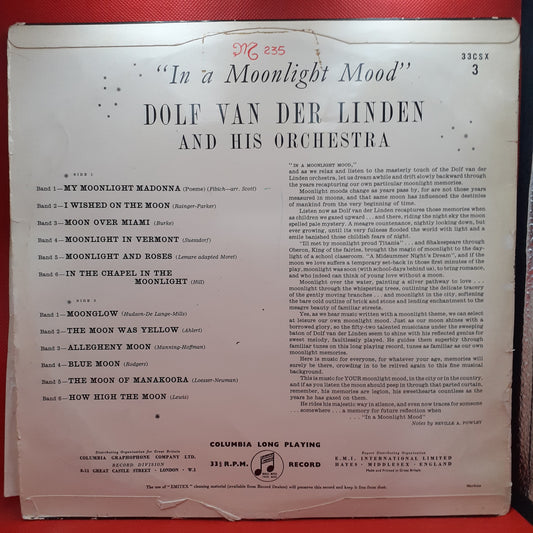 DM 235
33CSX
3
"In a Moonlight Mood"
DOLF VAN DER LINDEN
AND HIS ORCHESTRA
SIDE 1
Band 1—MY MOONLIGHT MADONNA (Poeme) (Fibich—arr. Scott)
Band 2—I WISHED ON THE MOON (Rainger-Parker)
Band 3—MOON OVER MIAMI (Burke)
Band 4—MOONLIGHT IN VERMONT (Suessdorf)
Band 5—MOONLIGHT AND ROSES (Lemare adapted Moret)
Band 6—IN THE CHAPEL IN THE
MOONLIGHT (Hill)
SIDE 2
Band 1—MOONGLOW (Hudson-De Lange-Mills)
Band 2—THE MOON WAS YELLOW (Ahlert)
Band 3—ALLEGHENY MOON (Manning-Hoffman)
Band 4—BLUE MOON (Rodgers)
Band 5—THE MOON OF MANAKOORA (Loesser-Newman)
Band 6—HOW HIGH THE MOON (Lewis)
"IN A MOONLIGHT MOOD,"
and as we relax and listen to the masterly touch of the Dolf van der
Linden orchestra, let us dream awhile and drift slowly backward through
the years recapturing our own particular moonlight memories.
Moonlight moods change as years pass by, for are not those years
measured in moons, and that same moon has influenced the destinies
of mankind from the very beginning of time.
Listen now as Dolf van der Linden recaptures those memories when
as children we gazed upward . . . and there, riding the night sky the moon
spelled pale mystery. A meagre countenance, nightly looking down, but
ever growing, until its very fulness flooded the world with light and a
smile banished those childish fears of night.
'Til met by moonlight proud Titania" . . . and Shakespeare through
Oberon, King of the fairies, brought the magic of moonlight to the day-
light of a school classroom. "A Midsummer Night's Dream", and if the
moon we love suffers a temporary set-back in those first minutes of the
play, moonlight was soon (with school-days behind us), to bring romance,
and who indeed can think of young love without a moon.
Moonlight over the water, painting a silver pathway to love . . .
moonlight through the whispering trees, outlining the delicate tracery
of the gently moving branches . . . and moonlight in the city, softening
the bare cold outline of brick and stone and lending enchantment to the
meagre beauty of familiar streets.
Yes, as we hear music written with a moonlight theme, we can select
at leisure our own moonlight mood. Just as our moon shines with a
borrowed glory, so the fifty-two talented musicians under the sweeping
baton of Dolf van der Linden seem to shine with his reflected genius for
sweet melody, faultlessly played. He guides them superbly through
familiar tunes on this long playing record, tunes as familiar as our own
moonlight memories.
Here is music for everyone, for whatever your age, memories will
surely be there, crowding in to be relived again to this fine musical
background.
This is music for YOUR moonlight mood, in the city or in the country,
and if as you listen the moon should peep in through that parted curtain,
remember, his memories are legion, his sweethearts countless as the
years he has gazed on them.
He rides his majestic way in silence, and even now traces for someone
. . . somewhere . . . a memory for future reflection when
. . . "In a Moonlight Mood"
Notes by NEVILLE A. POWLEY
COLUMBIA LONG PLAYING
33⅓ R.P.M.
RECORD
Distributing Organisation for Great Britain
COLUMBIA GRAPHOPHONE COMPANY LTD.
RECORD DIVISION
8-11 GREAT CASTLE STREET · LONDON · W.1
Export Distributing Organisation
E.M.I. INTERNATIONAL LIMITED
HAYES · MIDDLESEX · ENGLAND
Made and Printed in Great Britain
The use of "EMITEX" cleaning material (available from Record Dealers) will preserve this record and keep it free from dust.